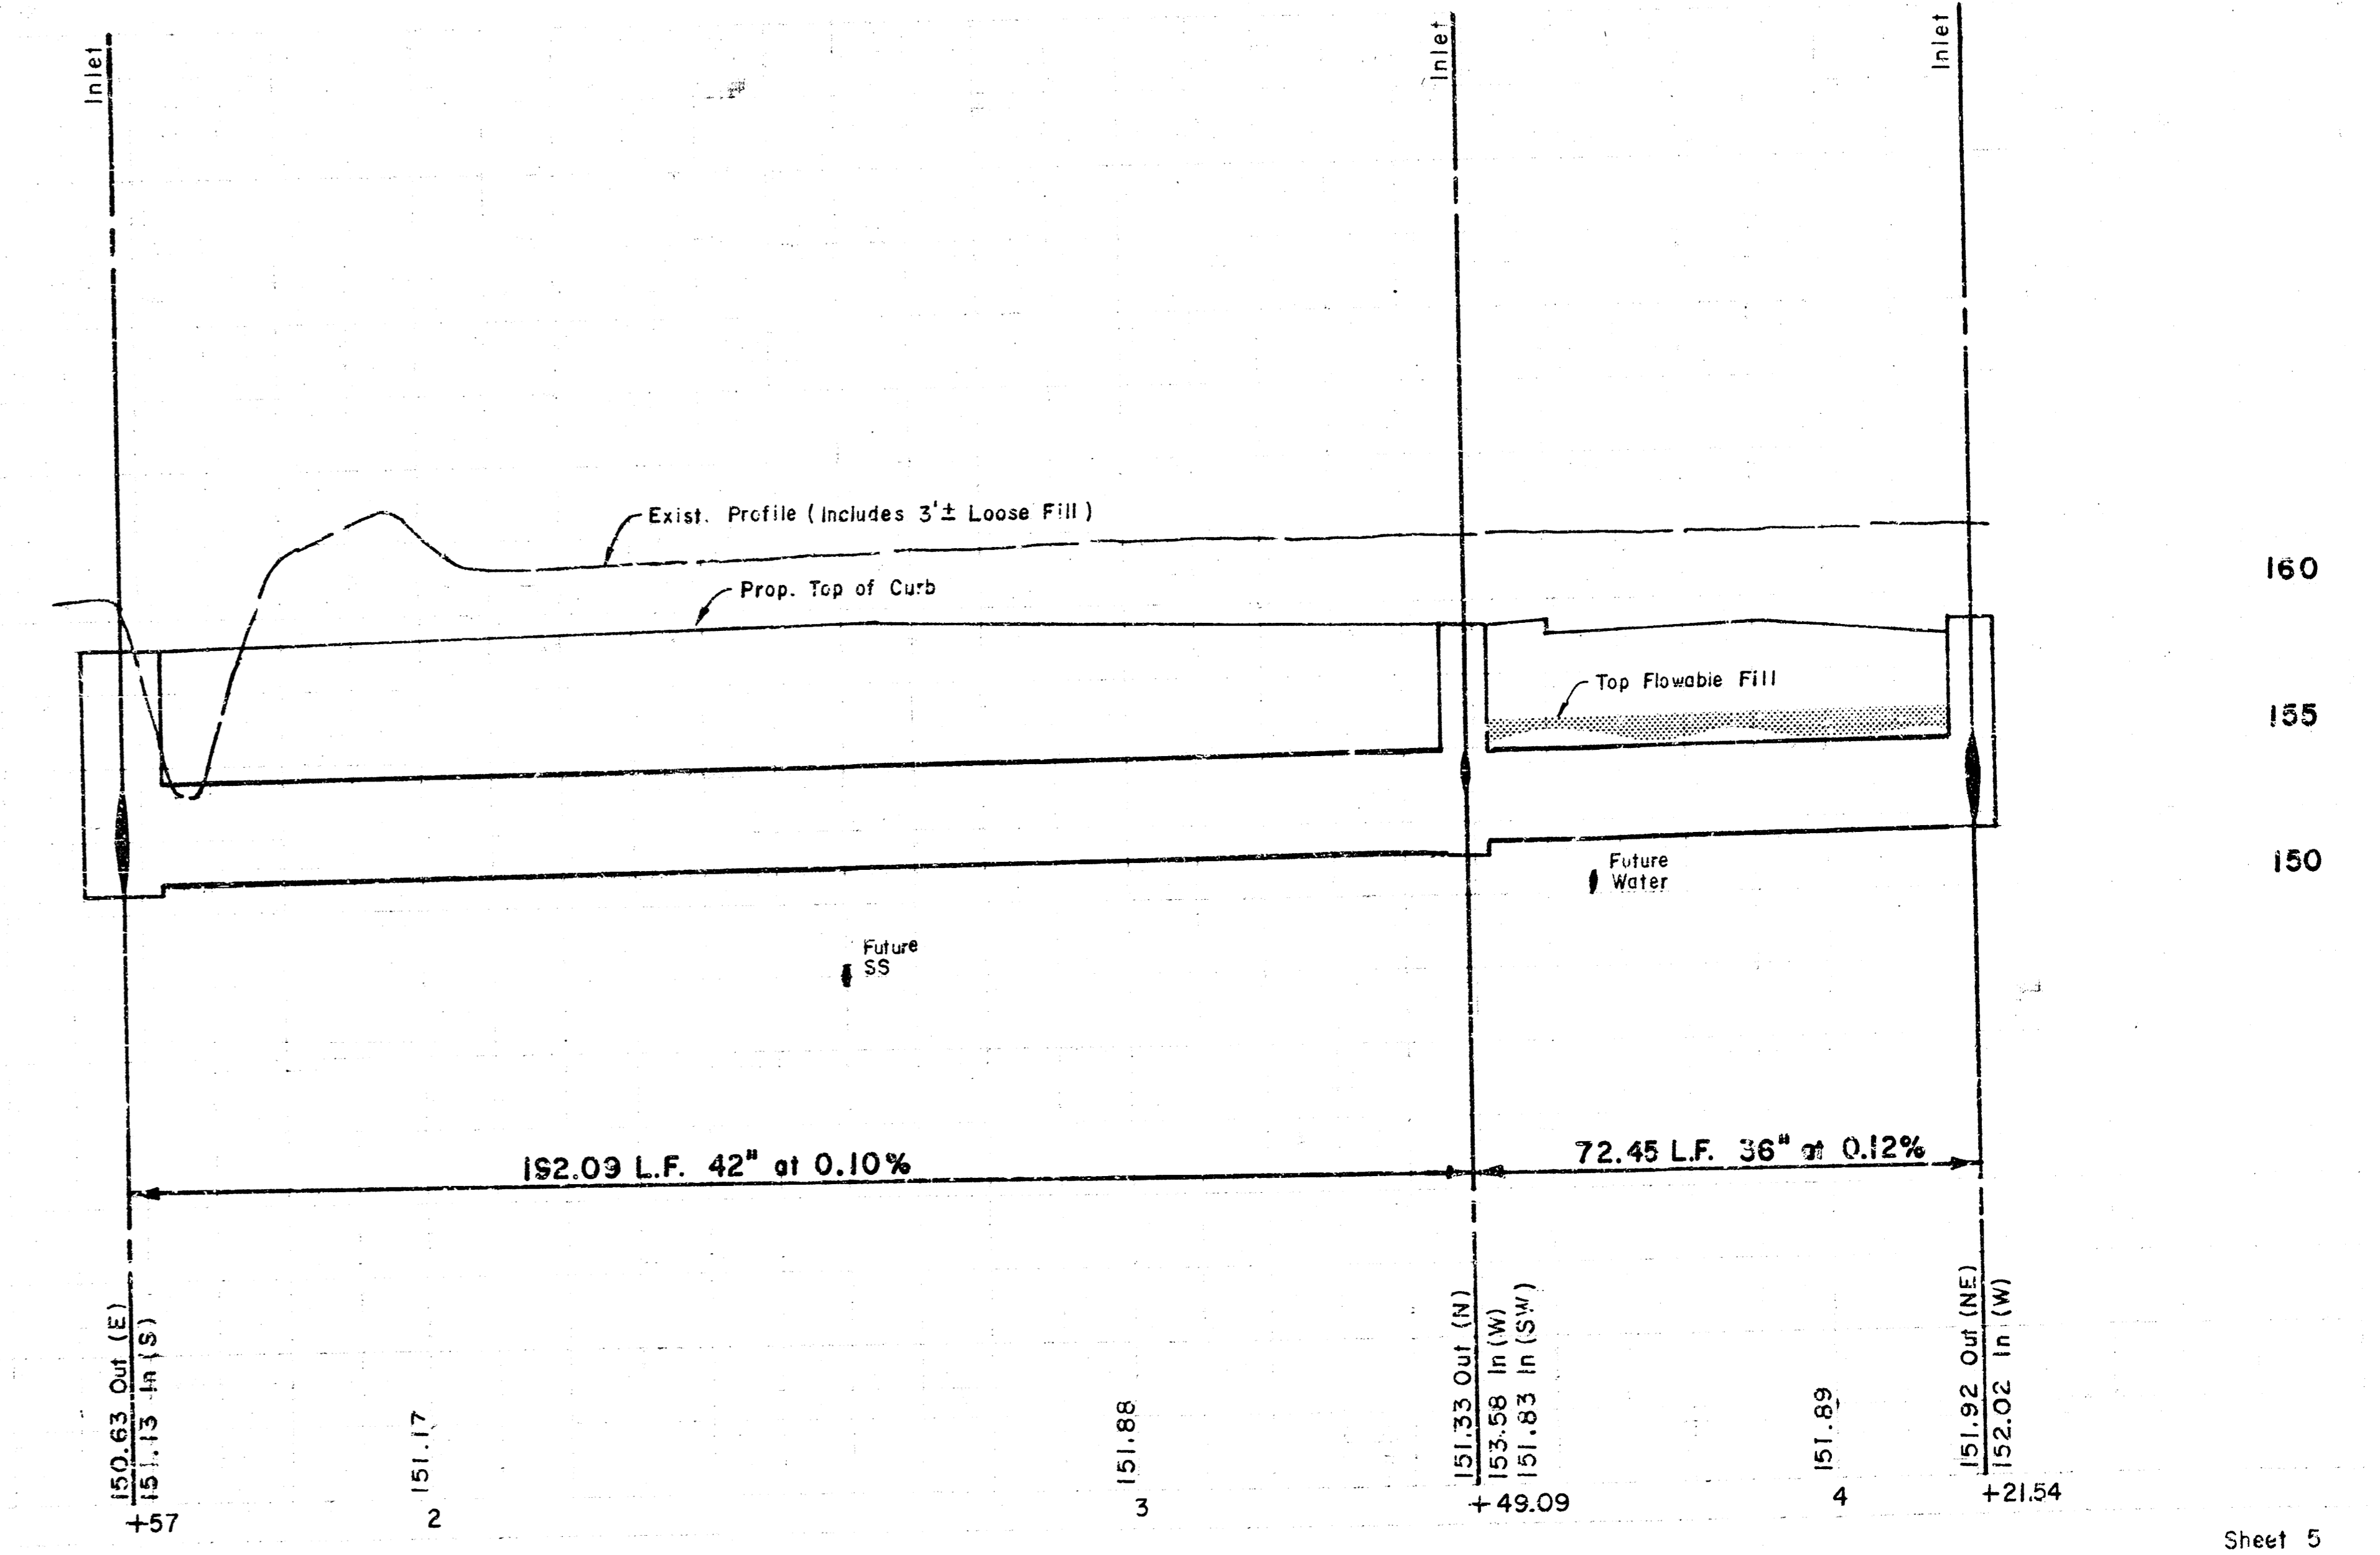 Inlet
Inlet
Inlet
Exist. Profile (Includes 3'± Loose Fill)
Prop. Top of Curb
160
Top Flowable Fill
155
Future
Water
150
Future
SS
192.09 L.F. 42" at 0.10%
72.45 L.F. 36" at 0.12%
150.63 Out (E)
151.13 In (S)
151.17
151.88
151.33 Out (N)
153.58 In (W)
151.83 In (SW)
151.89
151.92 Out (NE)
152.02 In (W)
+57
2
3
+49.09
4
+21.54
Sheet 5